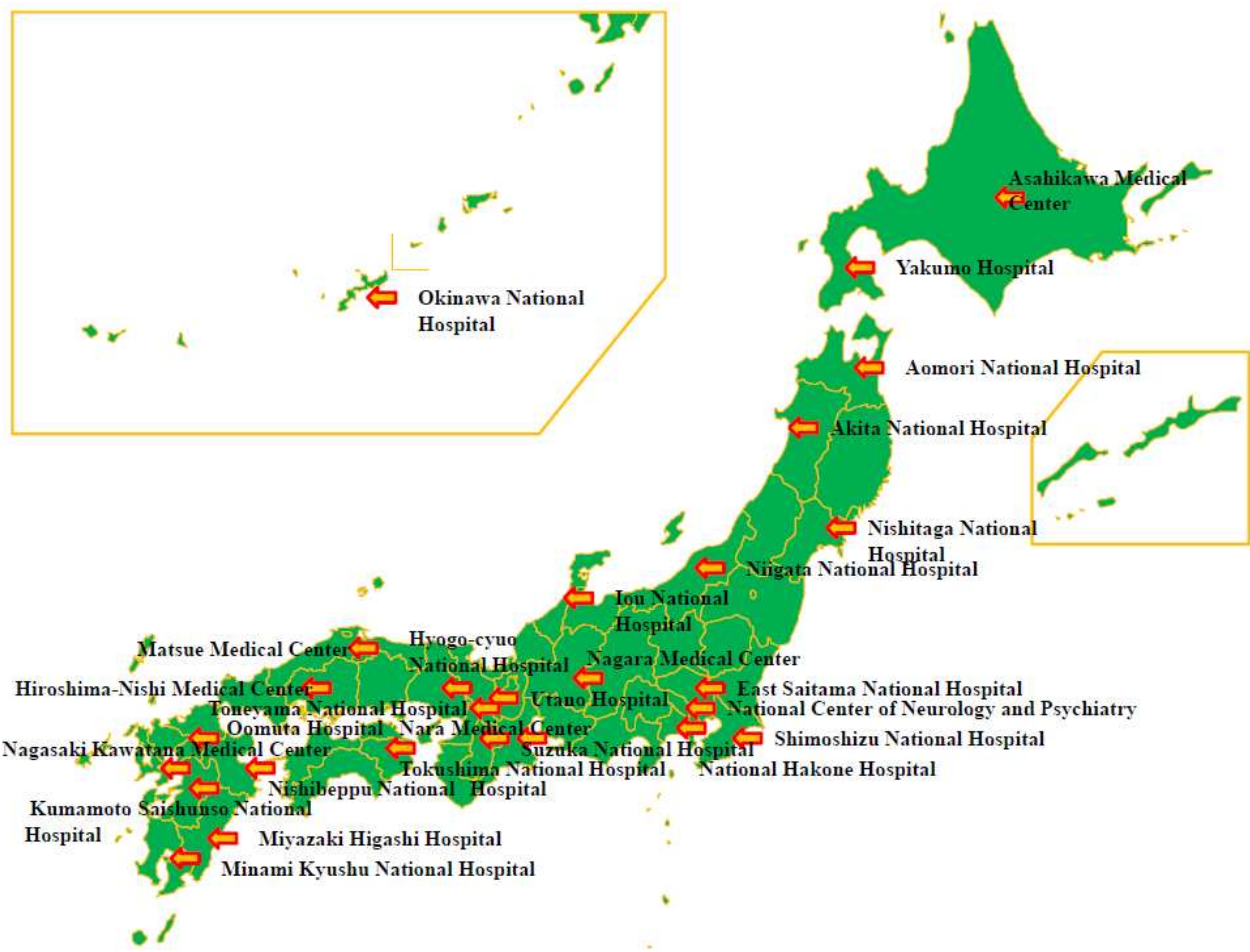 Asahikawa Medical
Center
Yakumo Hospital
Okinawa National
Hospital
Aomori National Hospital
Akita National Hospital
Nishitaga National
Hospital
Niigata National Hospital
Iou National
Hospital
Matsue Medical Center
Hyogo-cyuo
National Hospital
Nagara Medical Center
Hiroshima-Nishi Medical Center
East Saitama National Hospital
Utano Hospital
Toneyama National Hospital
National Center of Neurology and Psychiatry
Oomuta Hospital
Nara Medical Center
Shimoshizu National Hospital
Nagasaki Kawatana Medical Center
Suzuka National Hospital
Tokushima National Hospital
National Hakone Hospital
Nishibeppu National Hospital
Kumamoto Saishunso National
Hospital
Miyazaki Higashi Hospital
Minami Kyushu National Hospital